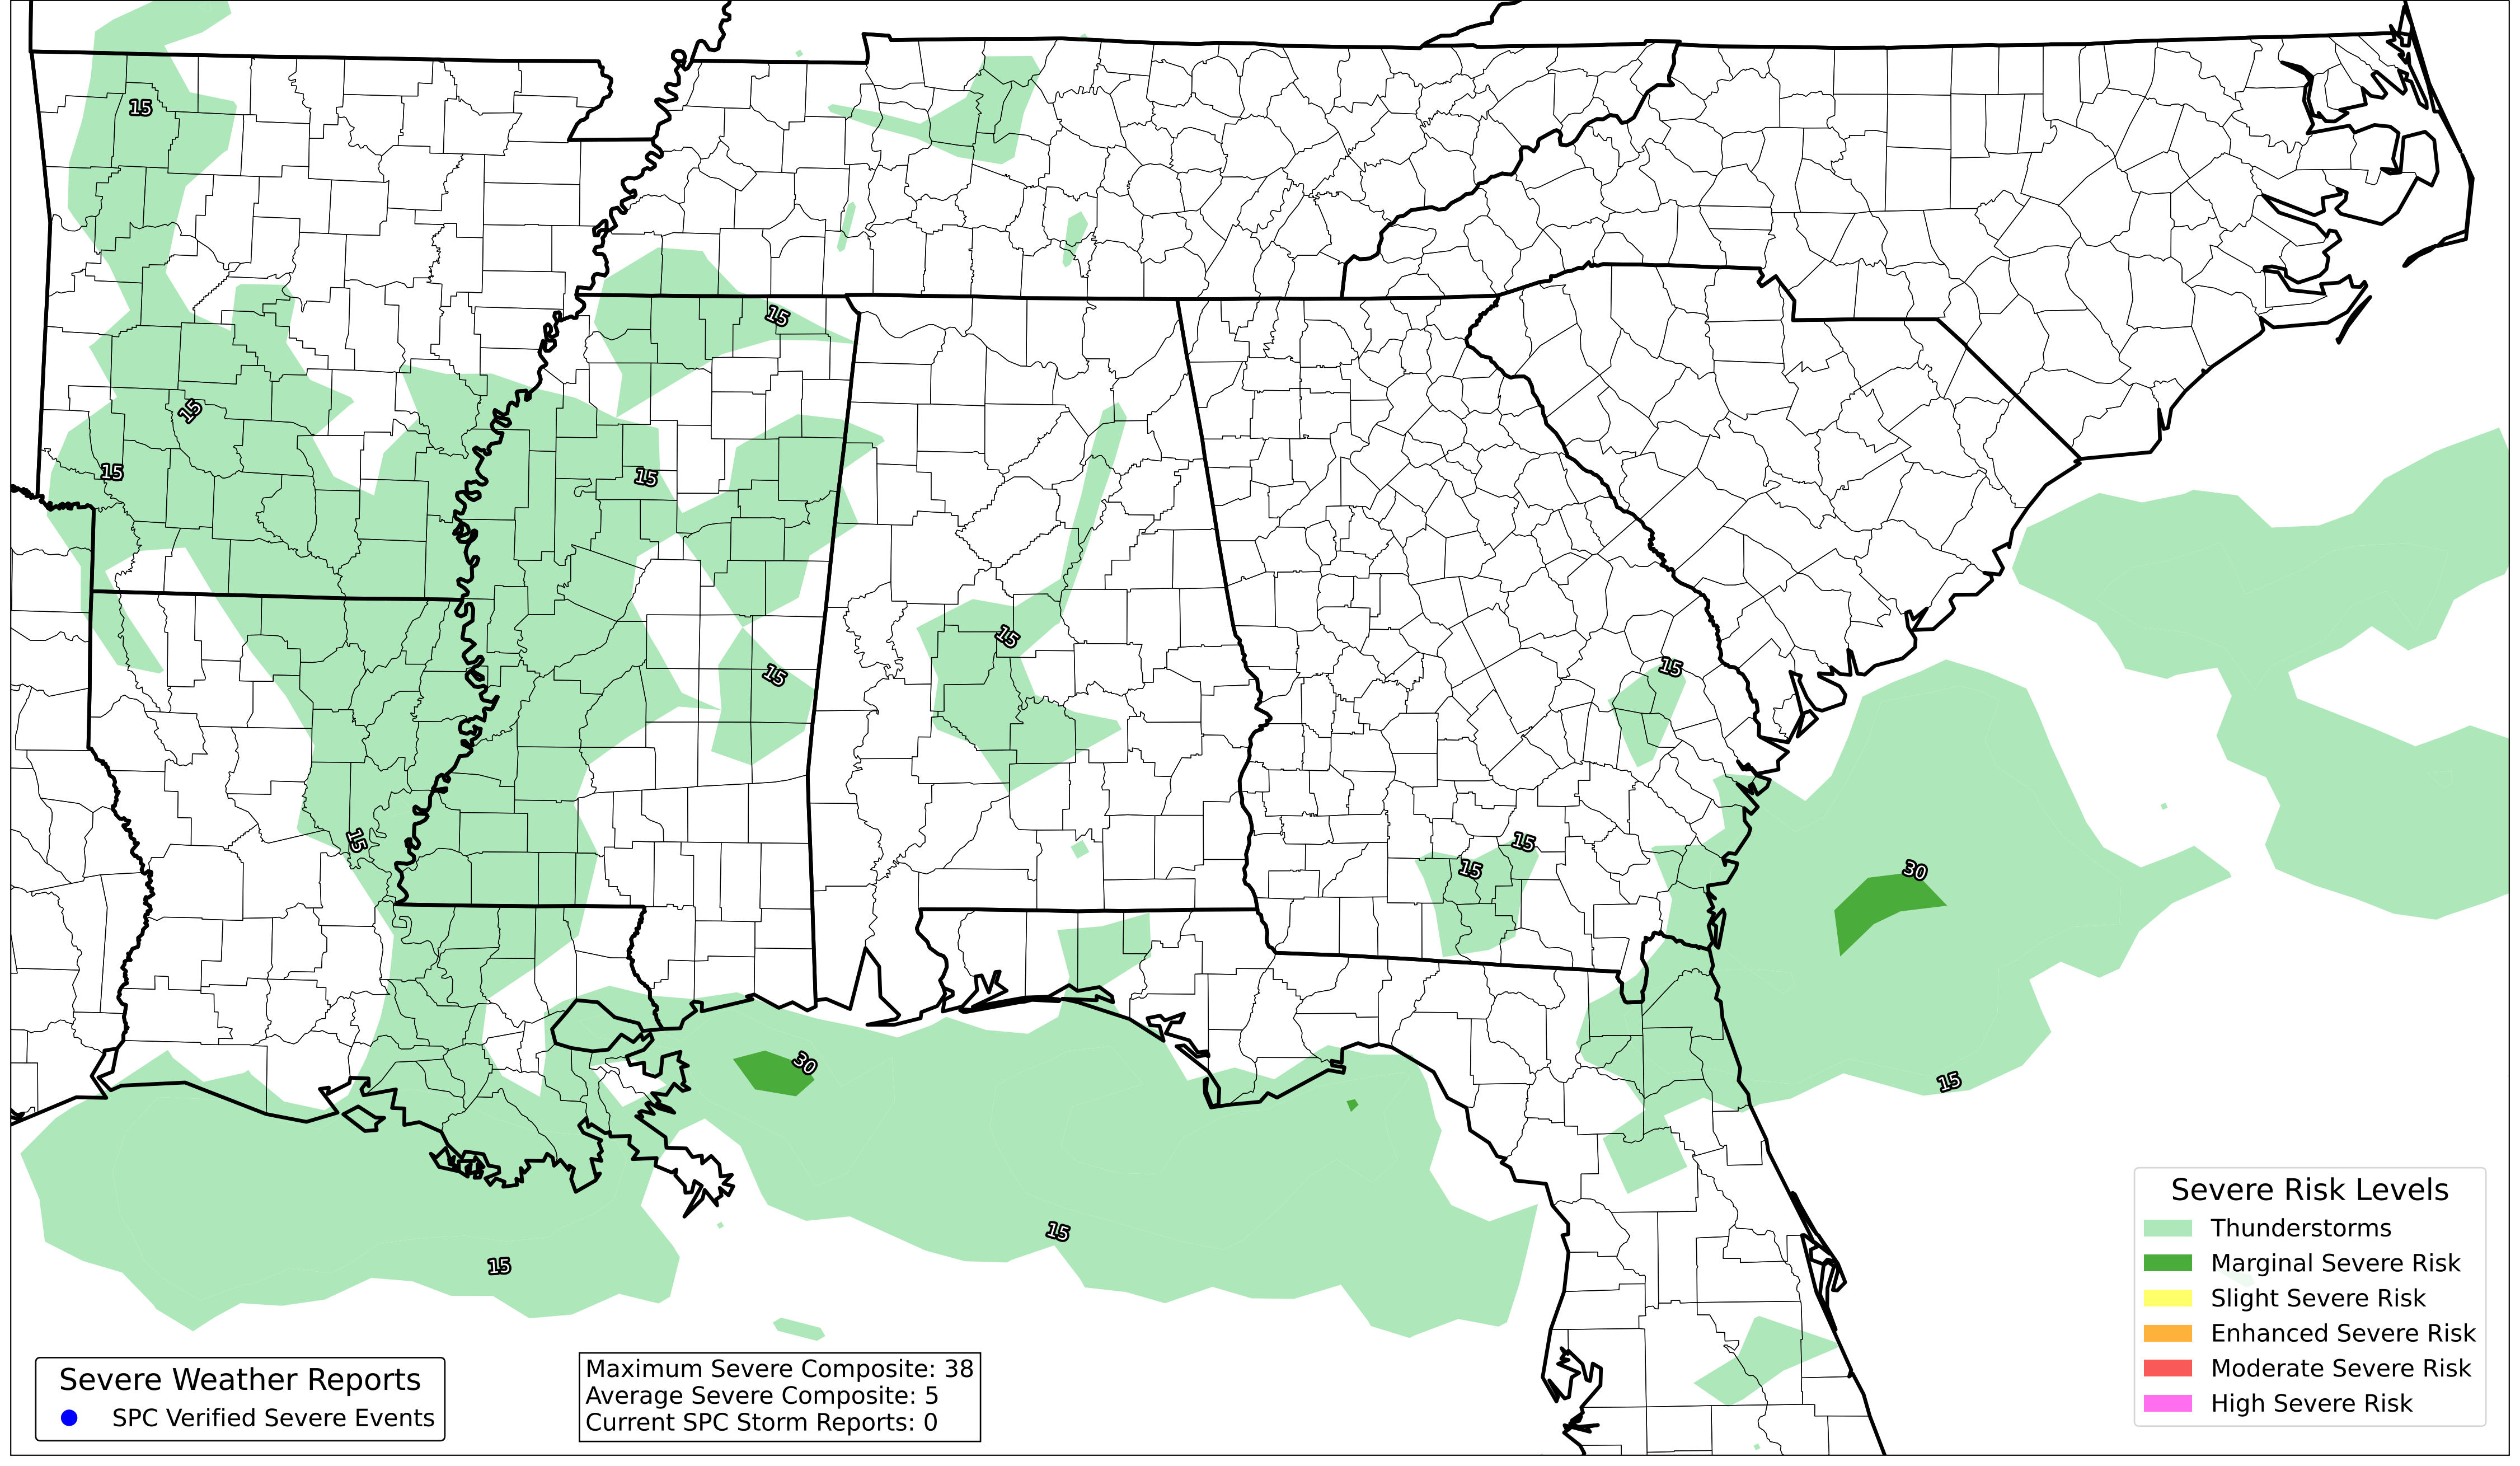 15
15
15
15
15
15
15
15
15
15
15
15
30
30
15
15
15
Severe Risk Levels
Thunderstorms
Marginal Severe Risk
Slight Severe Risk
Enhanced Severe Risk
Moderate Severe Risk
High Severe Risk
Severe Weather Reports
SPC Verified Severe Events
Maximum Severe Composite: 38
Average Severe Composite: 5
Current SPC Storm Reports: 0